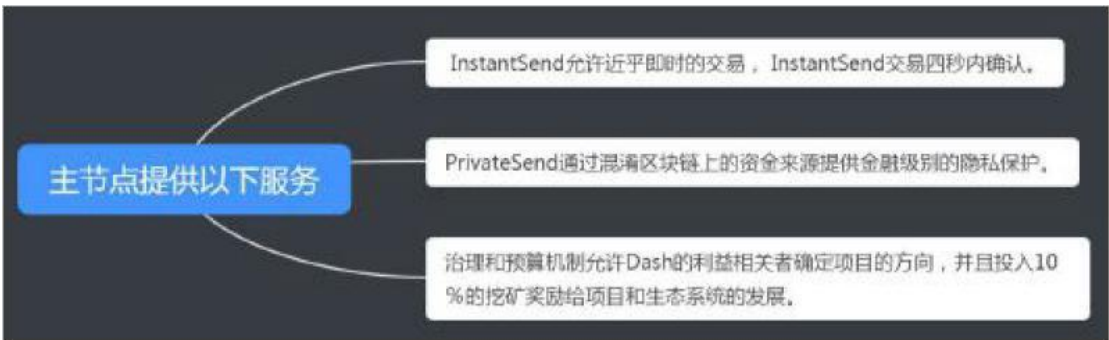 InstantSend允许近乎即时的交易，InstantSend交易四秒内确认。
主节点提供以下服务
PrivateSend通过混淆区块链上的资金来源提供金融级别的隐私保护。
治理和预算机制允许Dash的利益相关者确定项目的方向，并且投入10
％的挖矿奖励给项目和生态系统的发展。